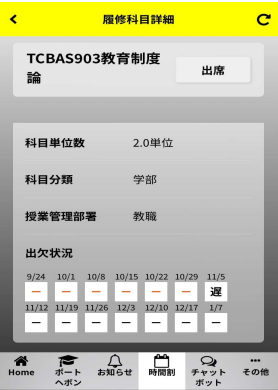 履修科目詳細
TCBAS903教育制度
論
出席
科目単位数 2.0単位
科目分類 学部
授業管理部署 教職
出欠状況
9/24 10/1 10/8 10/15 10/22 10/29 11/5
ー ー ー ー ー ー 遅
11/12 11/19 11/26 12/3 12/10 12/17 1/7
ー ー ー ー ー ー ー
Home ポート お知らせ 時間割 チャット その他
ヘボン ボット